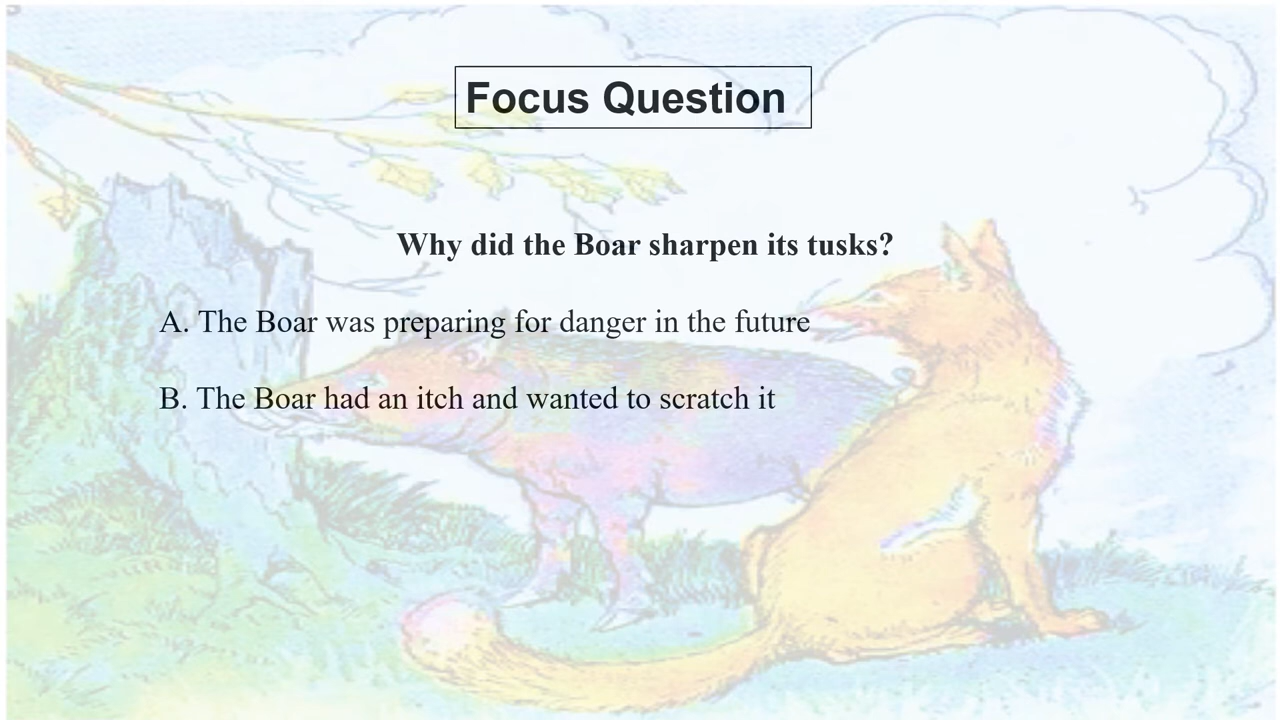 Focus Question
Why did the Boar sharpen its tusks?
A. The Boar was preparing for danger in the future
B. The Boar had an itch and wanted to scratch it